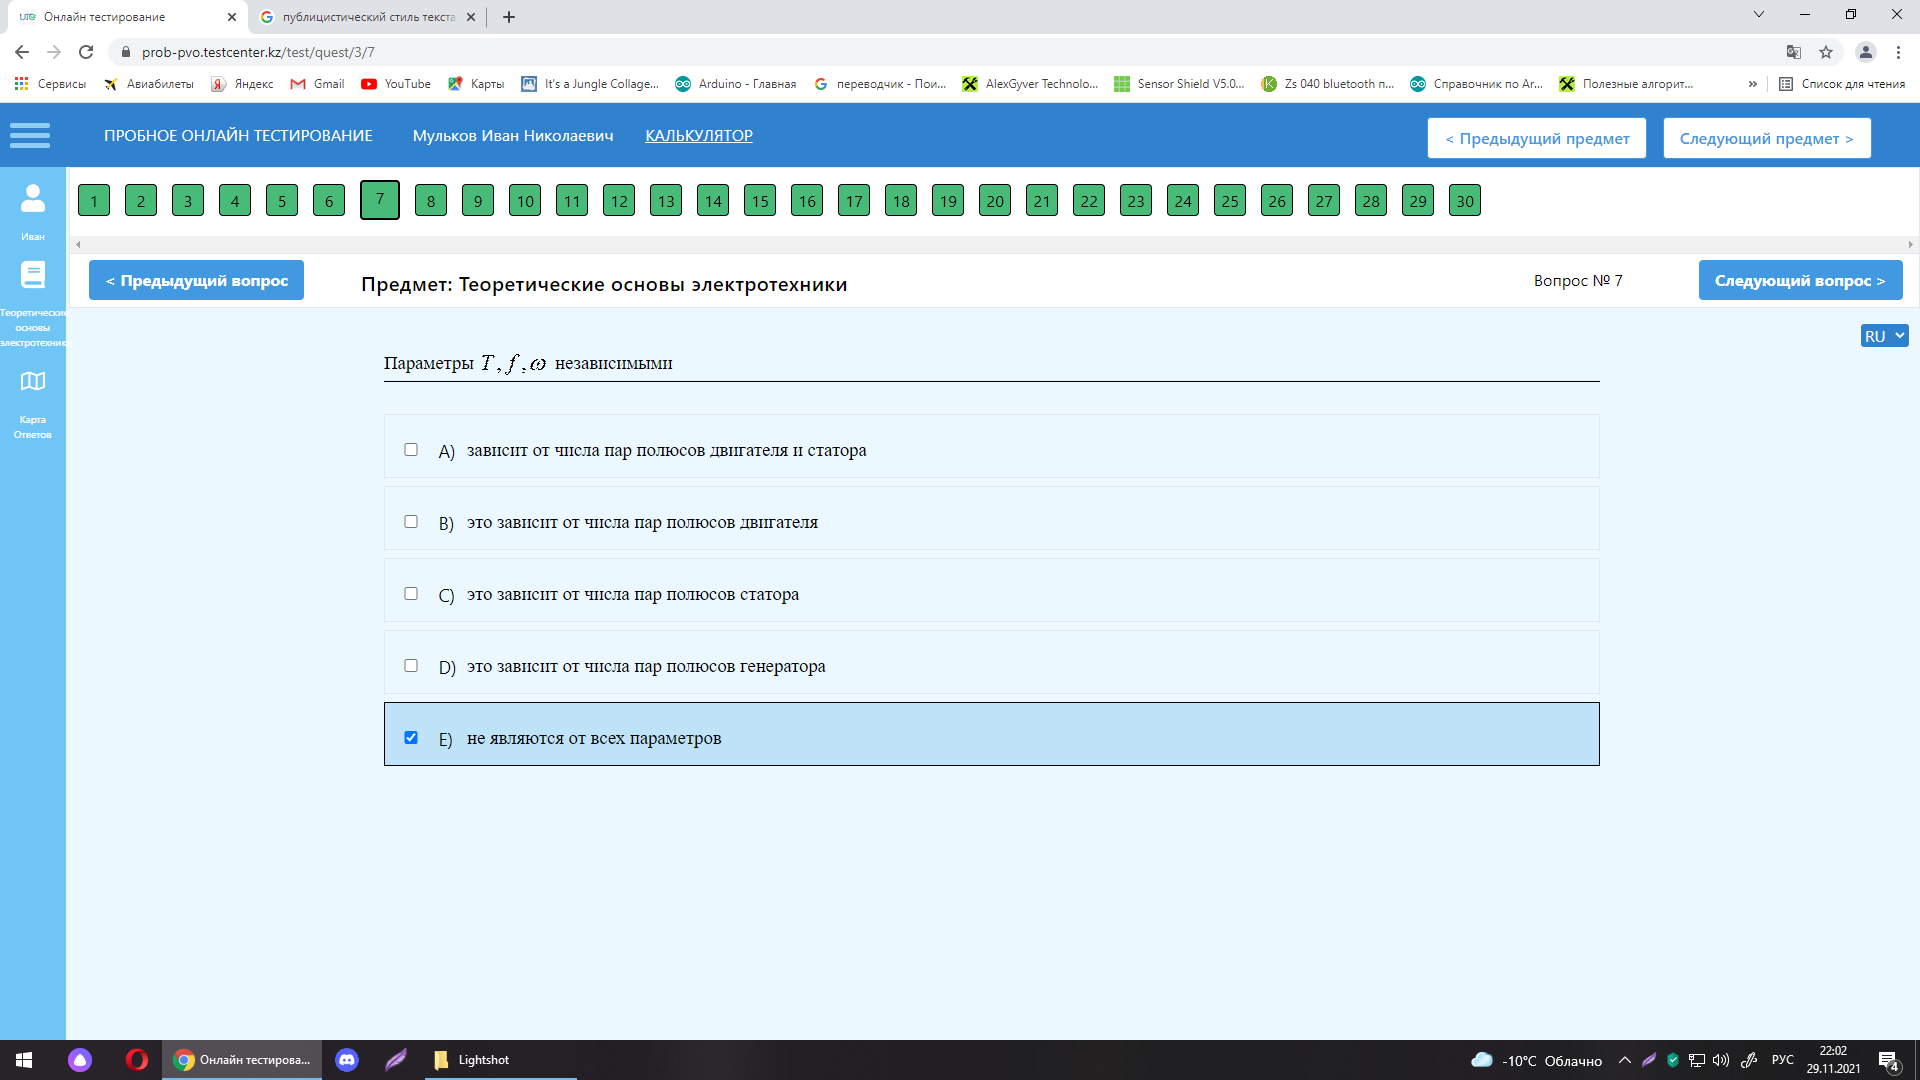 Онлайн тестирование
публицистический стиль текста
prob-pvo.testcenter.kz/test/quest/3/7
Сервисы Авиабилеты Яндекс Gmail YouTube Карты It's a Jungle Collage... Arduino - Главная переводчик - Пои... AlexGyver Technolo... Sensor Shield V5.0... Zs 040 bluetooth п... Справочник по Ar... Полезные алгорит... » Список для чтения
ПРОБНОЕ ОНЛАЙН ТЕСТИРОВАНИЕ Мульков Иван Николаевич КАЛЬКУЛЯТОР < Предыдущий предмет Следующий предмет >
1 2 3 4 5 6 7 8 9 10 11 12 13 14 15 16 17 18 19 20 21 22 23 24 25 26 27 28 29 30
Иван
< Предыдущий вопрос Предмет: Теоретические основы электротехники Вопрос № 7 Следующий вопрос >
Теоретически
основы
электротехник
RU
Параметры T, f, ω независимыми
A) зависит от числа пар полюсов двигателя и статора
Карта
Ответов
B) это зависит от числа пар полюсов двигателя
C) это зависит от числа пар полюсов статора
D) это зависит от числа пар полюсов генератора
E) не являются от всех параметров
Онлайн тестирова... Lightshot -10°C Облачно РУС 22:02
29.11.2021
4